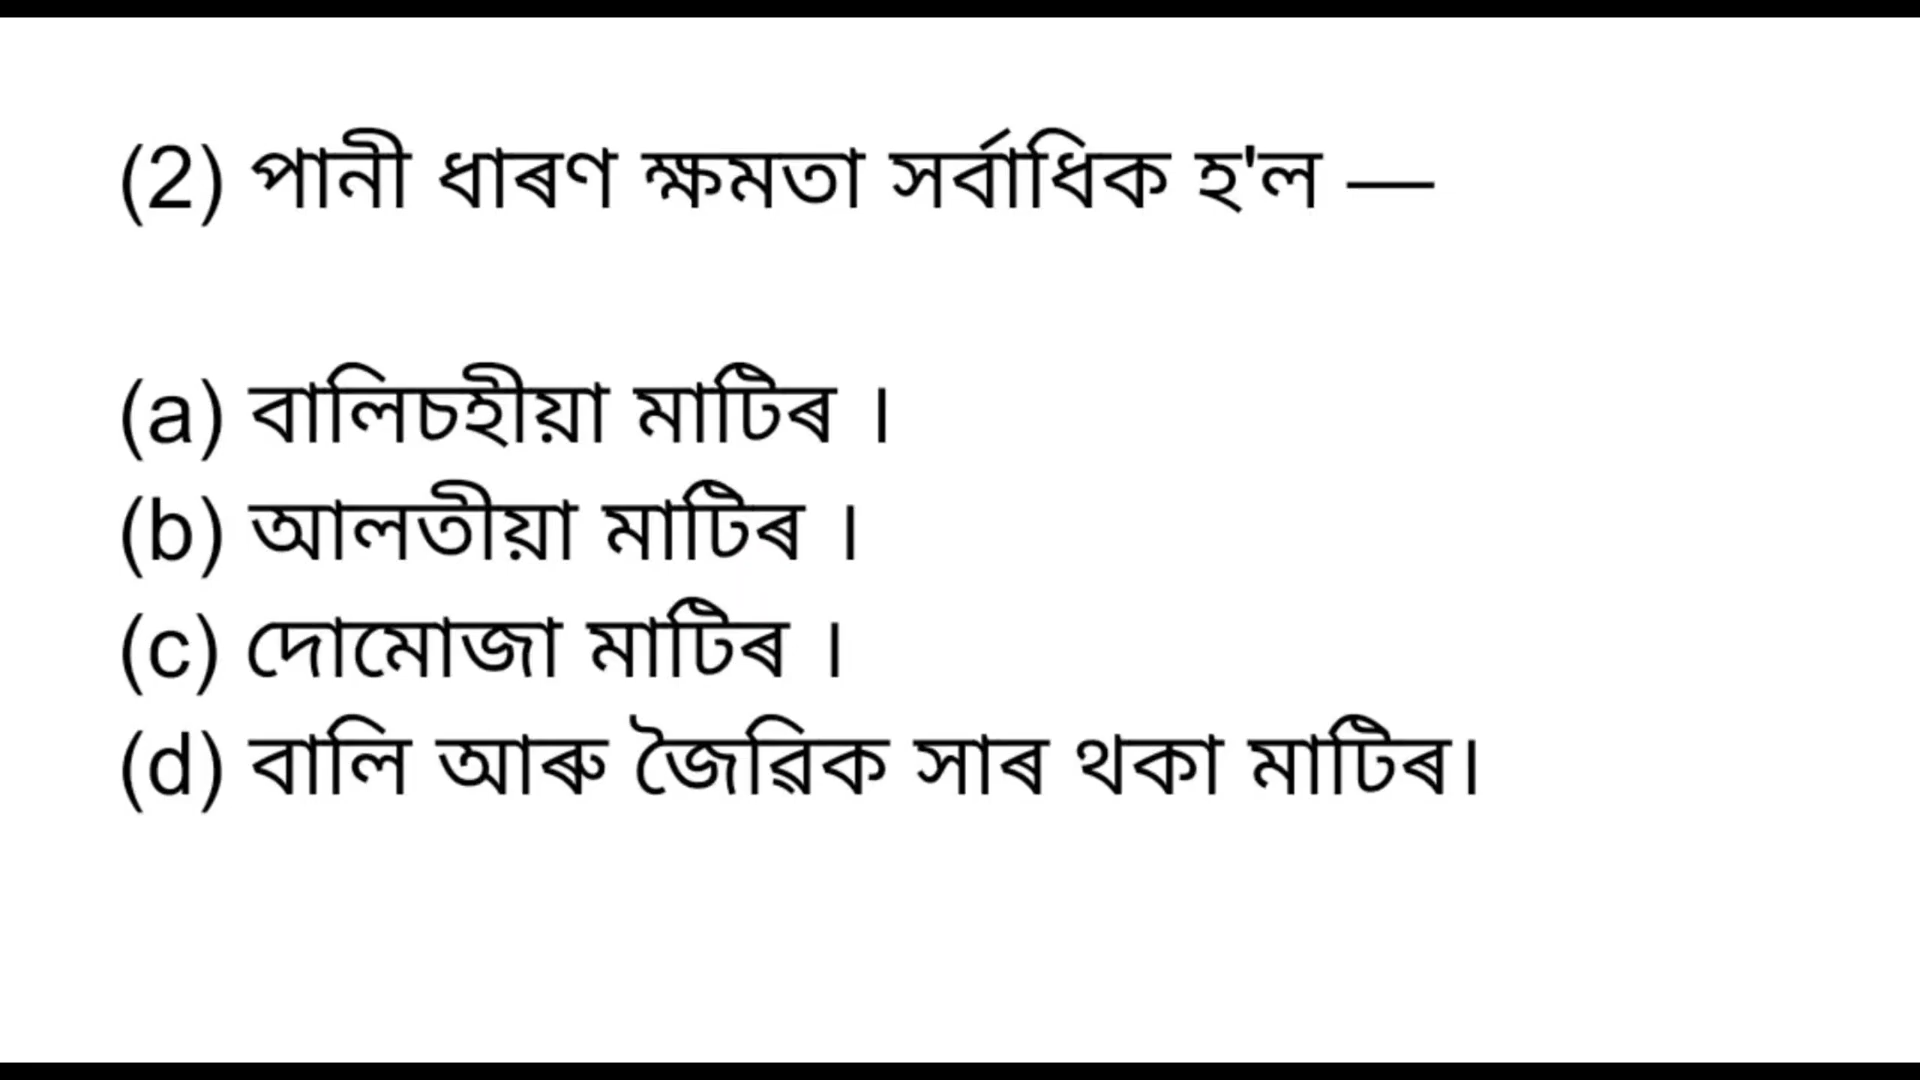 (2) পানী ধাৰণ ক্ষমতা সৰ্বাধিক হ'ল —
(a) বালিচহীয়া মাটিৰ ।
(b) আলতীয়া মাটিৰ ।
(c) দোমোজা মাটিৰ ।
(d) বালি আৰু জৈৱিক সাৰ থকা মাটিৰ।